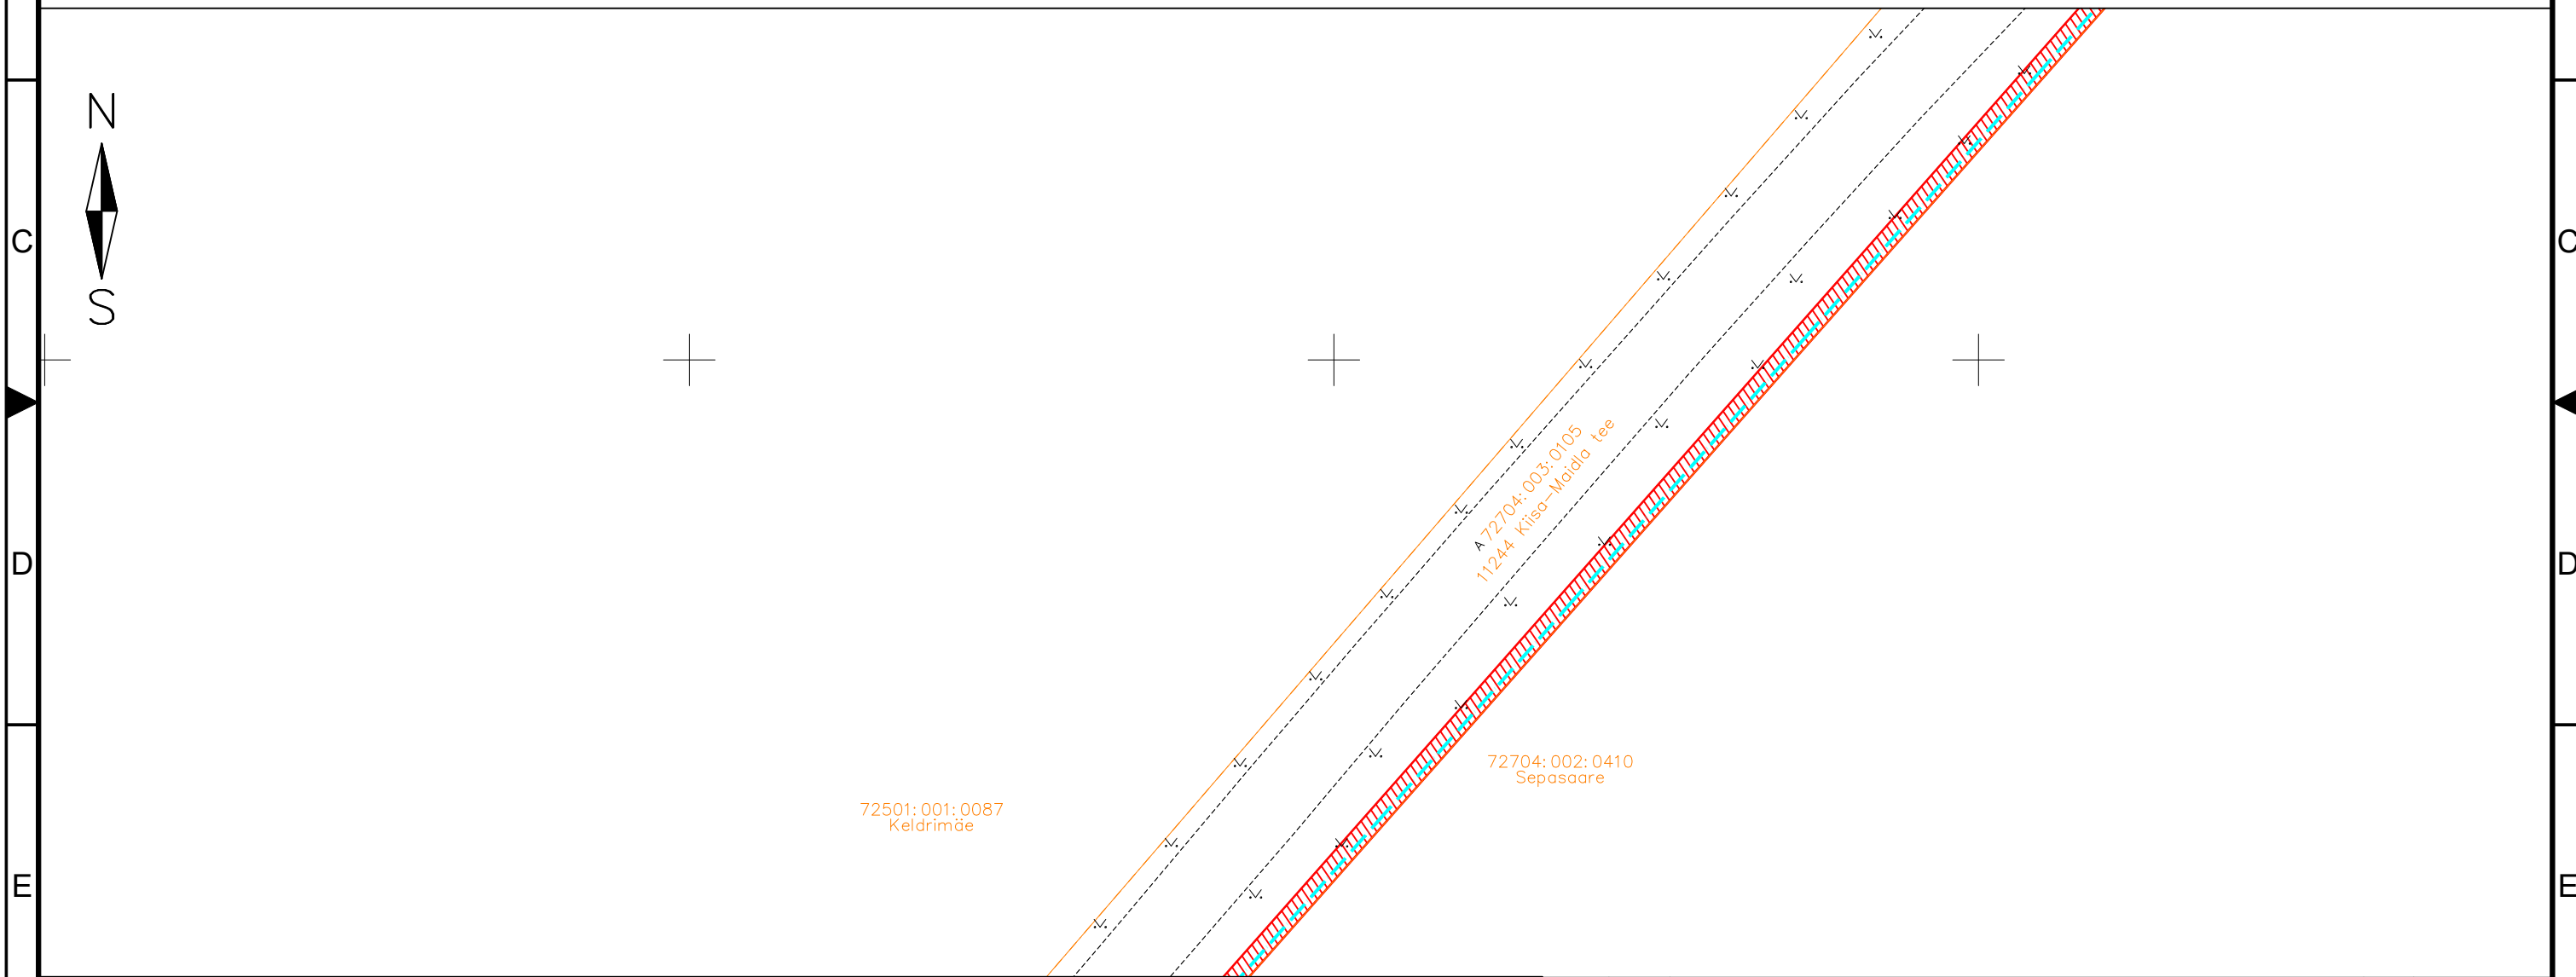 N
S
C
C
D
D
E
E
A 72704:003:0105
11244 Kiisa-Maidla tee
72704:002:0410
Sepasaare
72501:001:0087
Keldrimäe